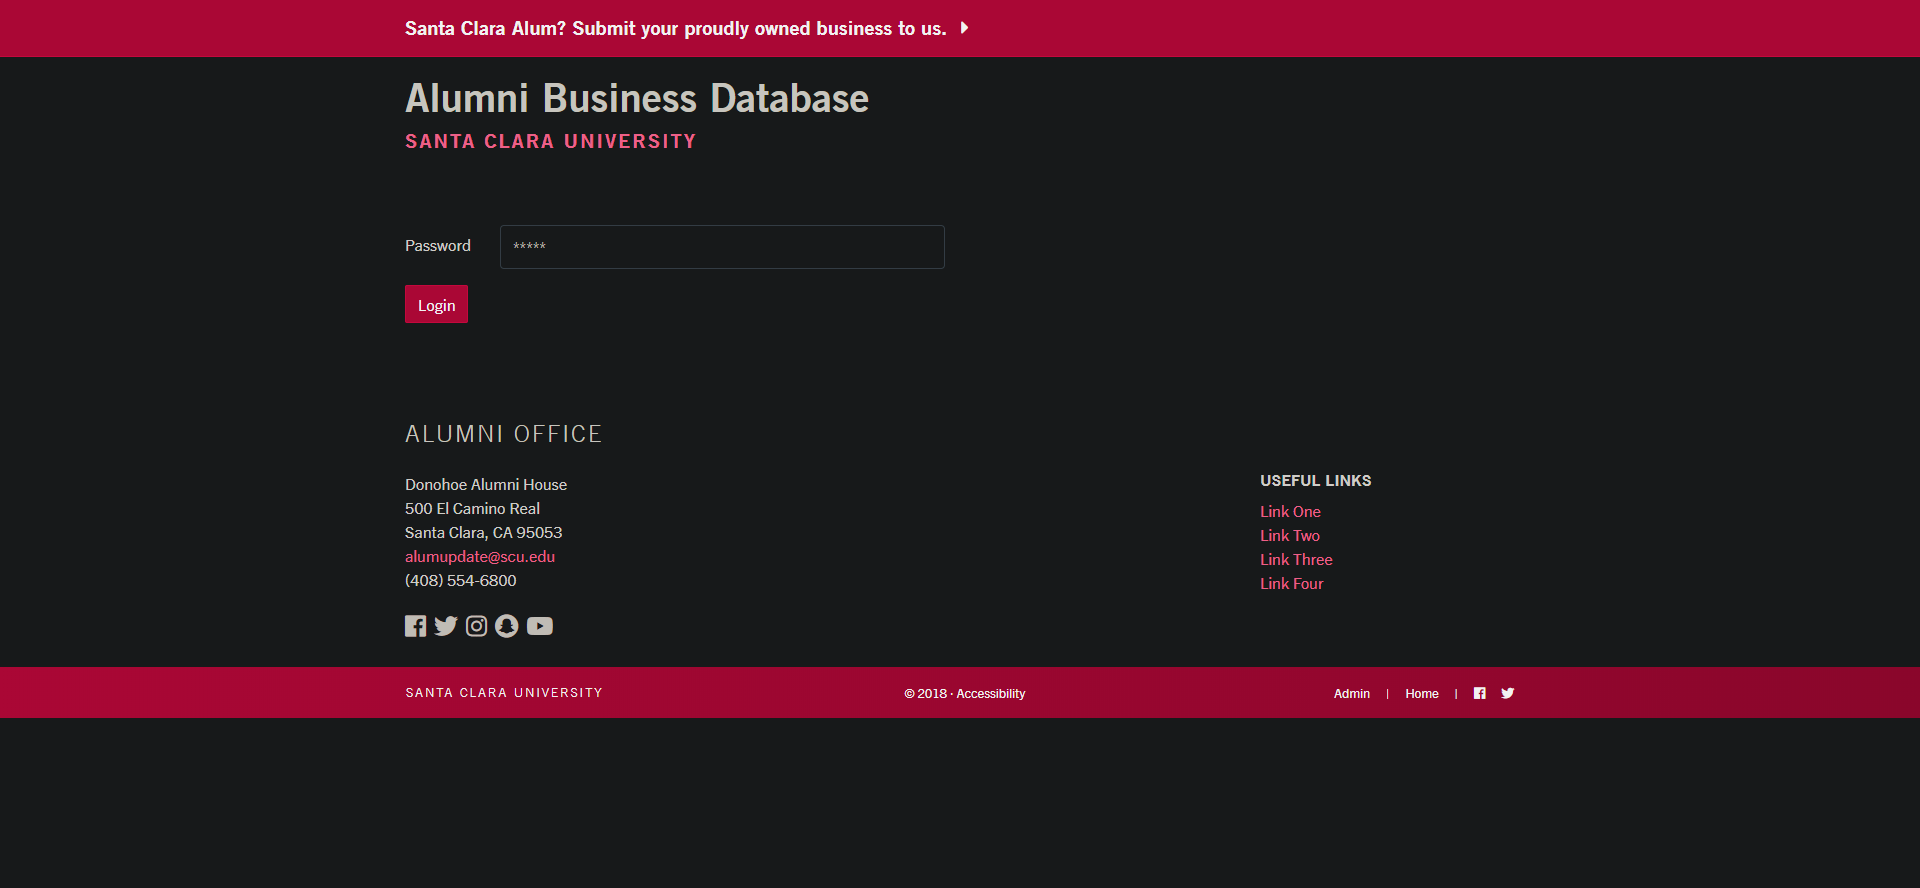 Santa Clara Alum? Submit your proudly owned business to us.
Alumni Business Database
SANTA CLARA UNIVERSITY
Password
*****
Login
ALUMNI OFFICE
Donohoe Alumni House
500 El Camino Real
Santa Clara, CA 95053
alumupdate@scu.edu
(408) 554-6800
USEFUL LINKS
Link One
Link Two
Link Three
Link Four
SANTA CLARA UNIVERSITY
© 2018 · Accessibility
Admin | Home |